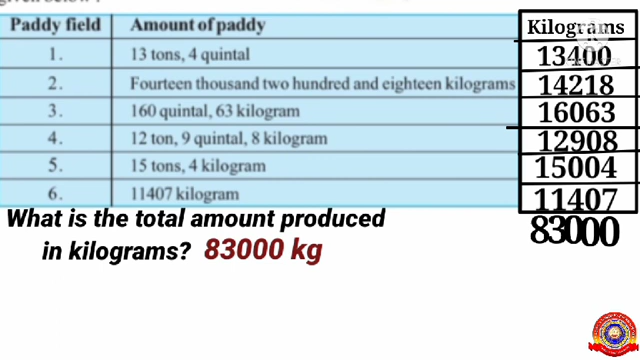 given below :
Paddy field Amount of paddy Kilograms
1. 13 tons, 4 quintal 13400
2. Fourteen thousand two hundred and eighteen kilograms 14218
3. 160 quintal, 63 kilogram 16063
4. 12 ton, 9 quintal, 8 kilogram 12908
5. 15 tons, 4 kilogram 15004
6. 11407 kilogram 11407
83000
What is the total amount produced
in kilograms? 83000 kg